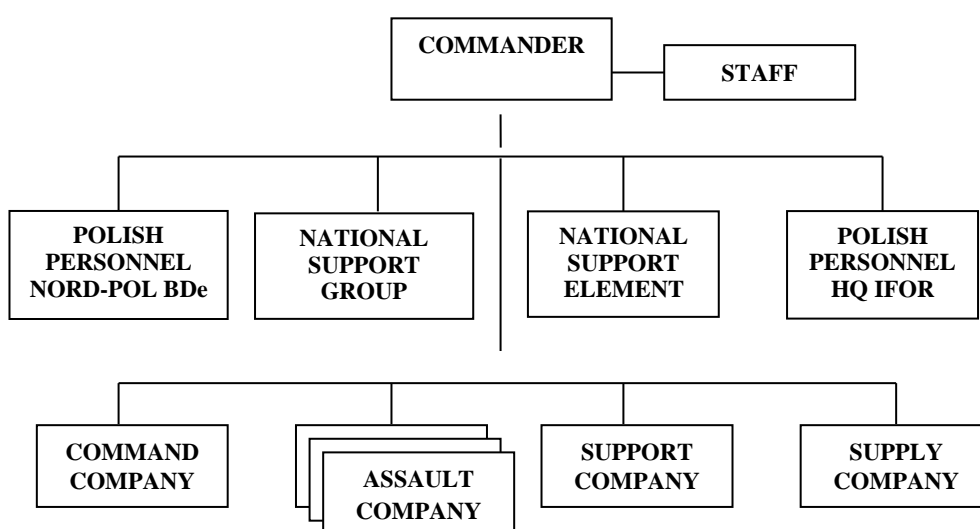 COMMANDER
STAFF
POLISH
PERSONNEL
NORD-POL BDe
NATIONAL
SUPPORT
GROUP
NATIONAL
SUPPORT
ELEMENT
POLISH
PERSONNEL
HQ IFOR
COMMAND
COMPANY
ASSAULT
COMPANY
SUPPORT
COMPANY
SUPPLY
COMPANY